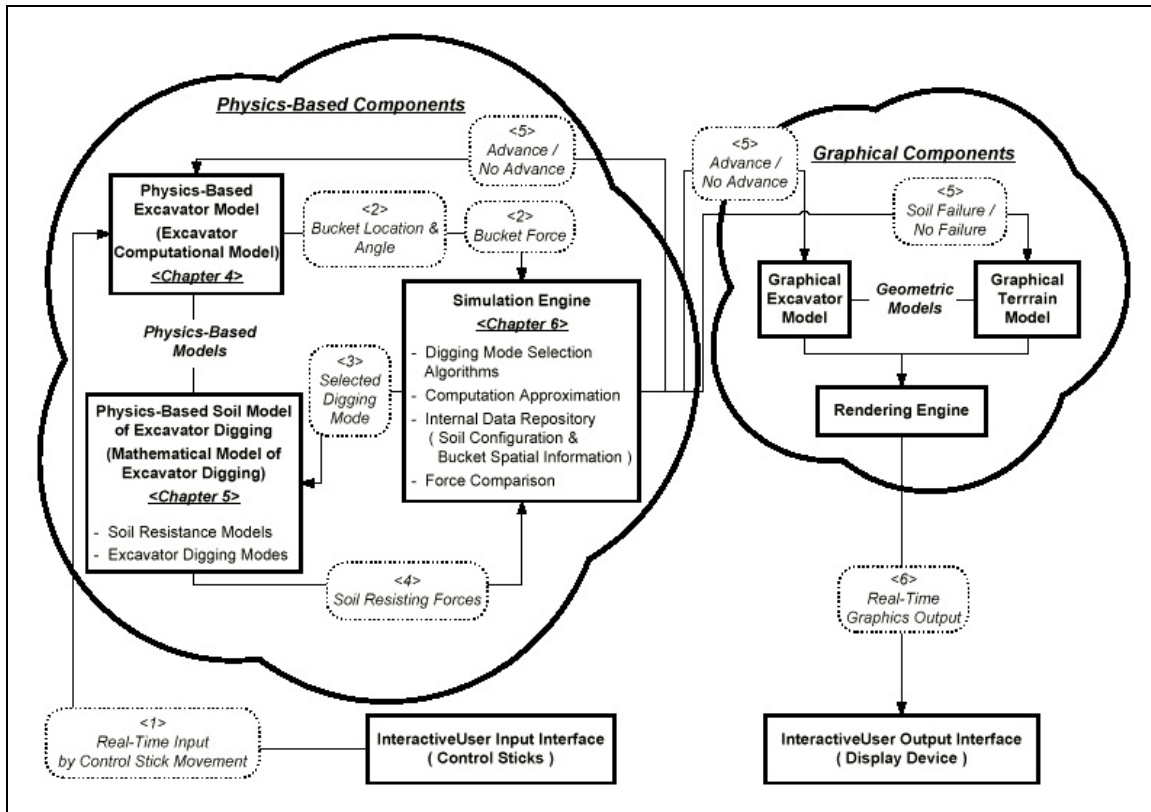 Physics-Based Components
<5>
Advance /
No Advance
Physics-Based
Excavator Model
(Excavator
Computational Model)
<Chapter 4>
<2>
Bucket Location &
Angle
<2>
Bucket Force
Physics-Based
Models
Simulation Engine
<Chapter 6>
- Digging Mode Selection
Algorithms
- Computation Approximation
- Internal Data Repository
( Soil Configuration &
Bucket Spatial Information )
- Force Comparison
<3>
Selected
Digging
Mode
Physics-Based Soil Model
of Excavator Digging
(Mathematical Model of
Excavator Digging)
<Chapter 5>
- Soil Resistance Models
- Excavator Digging Modes
<4>
Soil Resisting Forces
<5>
Advance /
No Advance
Graphical Components
<5>
Soil Failure /
No Failure
Graphical
Excavator
Model
Geometric
Models
Graphical
Terrrain
Model
Rendering Engine
<6>
Real-Time
Graphics Output
<1>
Real-Time Input
by Control Stick Movement
InteractiveUser Input Interface
( Control Sticks )
InteractiveUser Output Interface
( Display Device )